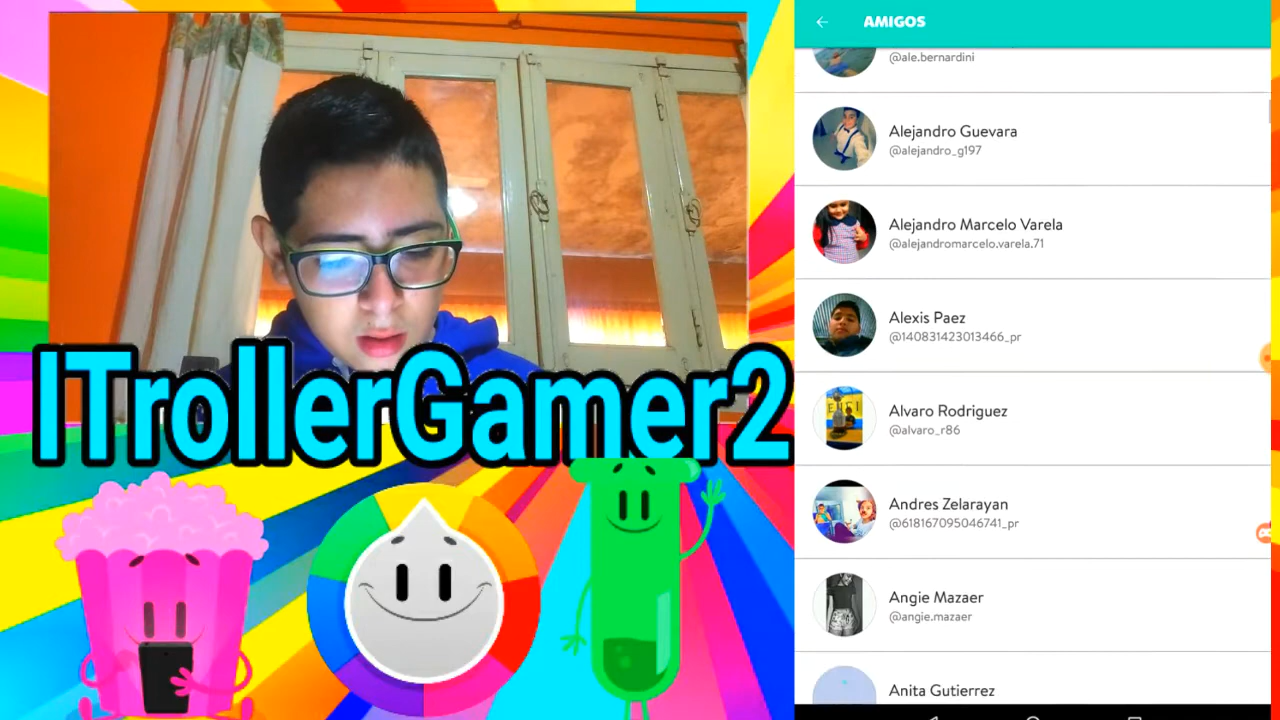 ITrollerGamer2
AMIGOS
@ale.bernardini
Alejandro Guevara
@alejandro_g197
Alejandro Marcelo Varela
@alejandromarcelo.varela.71
Alexis Paez
@140831423013466_pr
Alvaro Rodriguez
@alvaro_r86
Andres Zelarayan
@618167095046741_pr
Angie Mazaer
@angie.mazaer
Anita Gutierrez